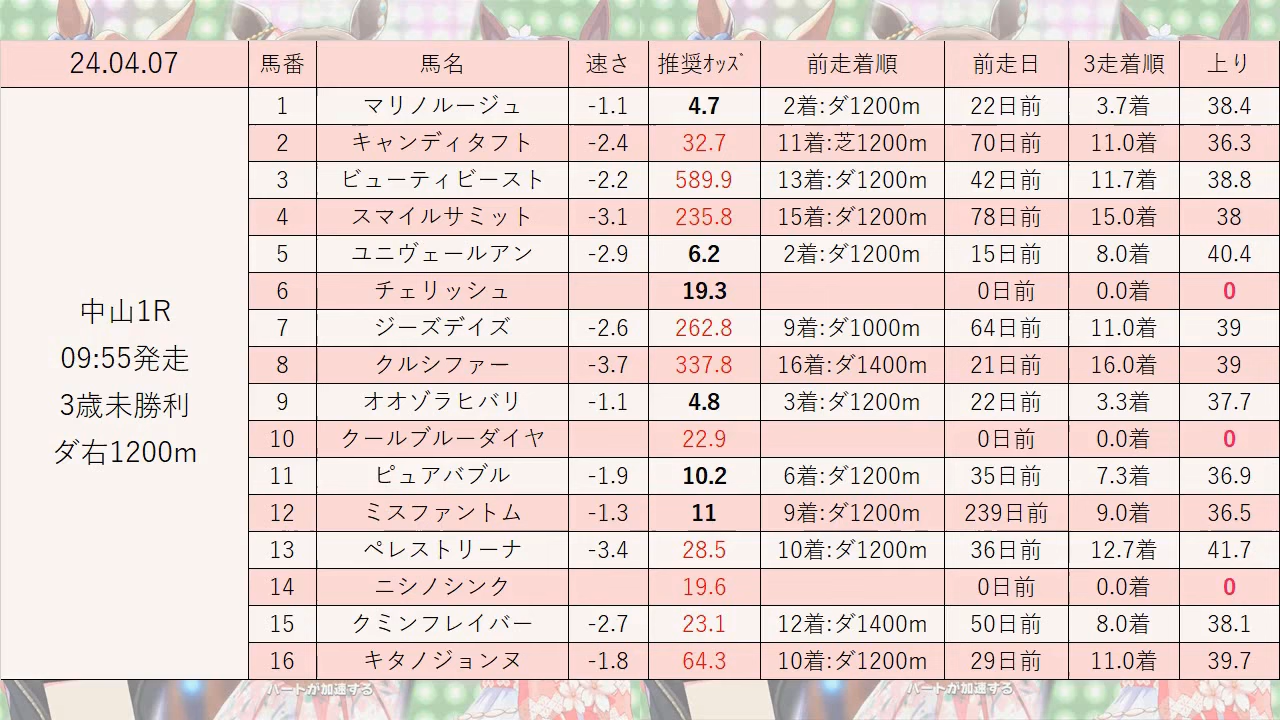 24.04.07 馬番 馬名 速さ 推奨ｵｯｽﾞ 前走着順 前走日 3走着順 上り
1 マリノルージュ -1.1 4.7 2着:ダ1200m 22日前 3.7着 38.4
2 キャンディタフト -2.4 32.7 11着:芝1200m 70日前 11.0着 36.3
3 ビューティビースト -2.2 589.9 13着:ダ1200m 42日前 11.7着 38.8
4 スマイルサミット -3.1 235.8 15着:ダ1200m 78日前 15.0着 38
5 ユニヴェールアン -2.9 6.2 2着:ダ1200m 15日前 8.0着 40.4
6 チェリッシュ 19.3 0日前 0.0着 0
7 ジーズデイズ -2.6 262.8 9着:ダ1000m 64日前 11.0着 39
8 クルシファー -3.7 337.8 16着:ダ1400m 21日前 16.0着 39
9 オオゾラヒバリ -1.1 4.8 3着:ダ1200m 22日前 3.3着 37.7
10 クールブルーダイヤ 22.9 0日前 0.0着 0
11 ピュアバブル -1.9 10.2 6着:ダ1200m 35日前 7.3着 36.9
12 ミスファントム -1.3 11 9着:ダ1200m 239日前 9.0着 36.5
13 ペレストリーナ -3.4 28.5 10着:ダ1200m 36日前 12.7着 41.7
14 ニシノシンク 19.6 0日前 0.0着 0
15 クミンフレイバー -2.7 23.1 12着:ダ1400m 50日前 8.0着 38.1
16 キタノジョンヌ -1.8 64.3 10着:ダ1200m 29日前 11.0着 39.7
中山1R
09:55発走
3歳未勝利
ダ右1200m
ハートが加速する
ハートが加速する